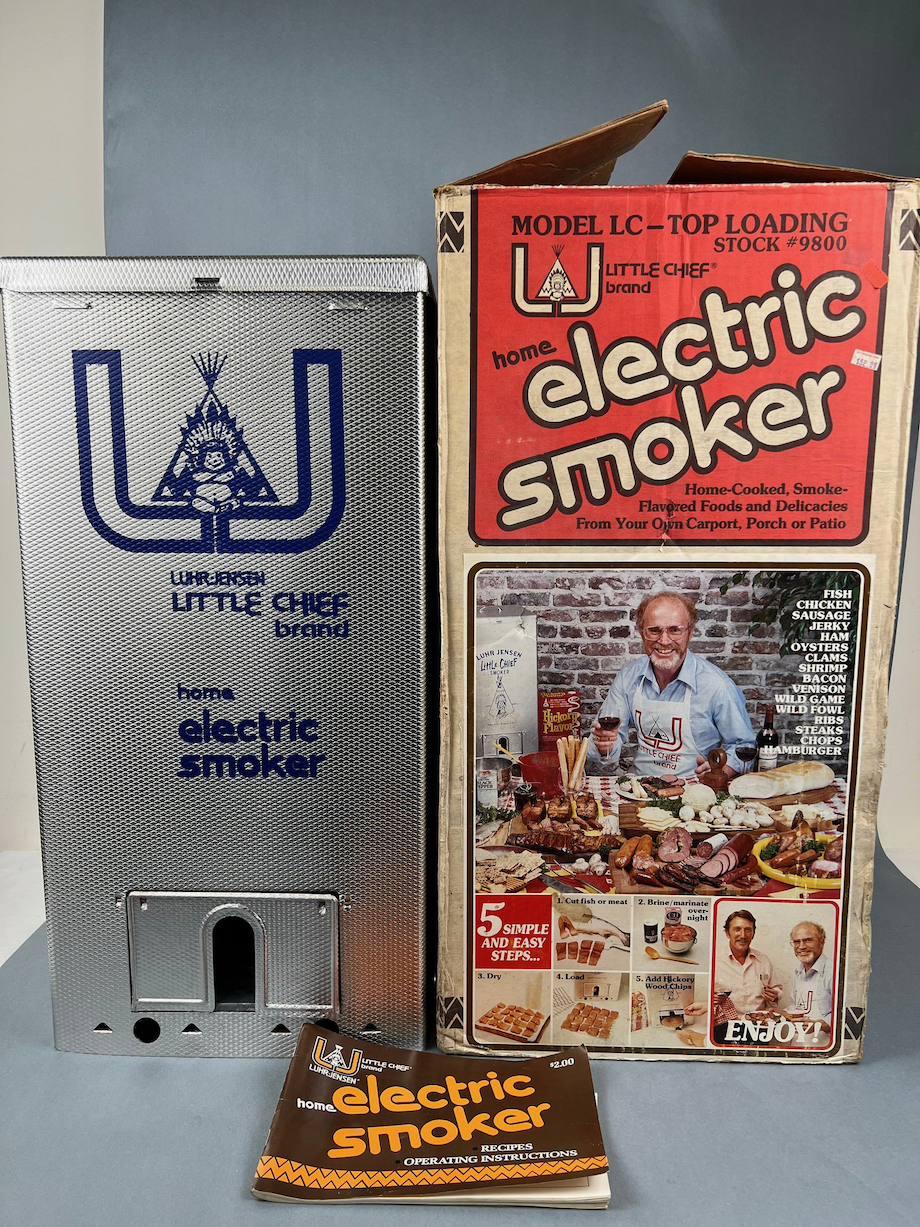 LUHR JENSEN
LITTLE CHIEF
brand
home
electric
smoker
MODEL LC-TOP LOADING
STOCK #9800
LITTLE CHIEF®
brand
home
electric
smoker
Home-Cooked, Smoke-
Flavored Foods and Delicacies
From Your Own Carport, Porch or Patio
FISH
CHICKEN
SAUSAGE
JERKY
HAM
OYSTERS
CLAMS
SHRIMP
BACON
VENISON
WILD GAME
WILD FOWL
RIBS
STEAKS
CHOPS
HAMBURGER
LUHR JENSEN
LITTLE CHIEF
SMOKER
Hickory
Flavor
LITTLE CHIEF
brand
5 SIMPLE
AND EASY
STEPS...
1. Cut fish or meat
2. Brine/marinate
over-
night
3. Dry
4. Load
5. Add Hickory
Wood Chips
ENJOY!
LUHR JENSEN
LITTLE CHIEF®
brand
$2.00
home electric
smoker
• RECIPES
• OPERATING INSTRUCTIONS